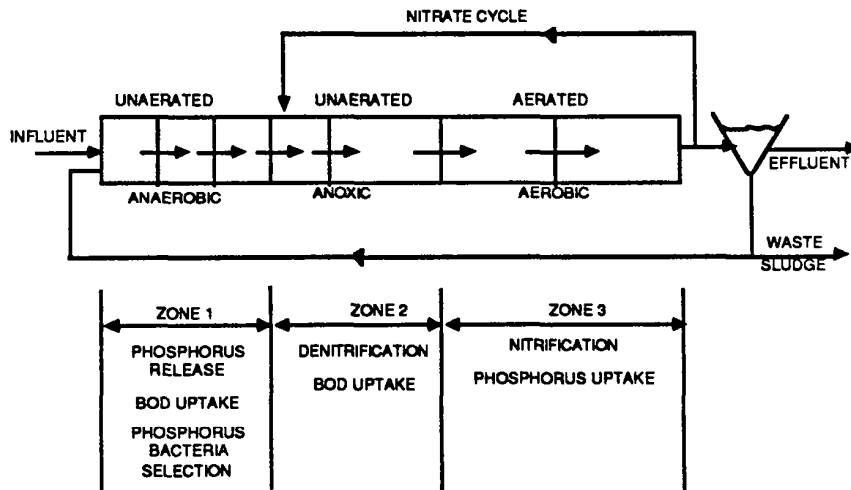 NITRATE CYCLE
UNAERATED
UNAERATED
AERATED
INFLUENT
EFFLUENT
ANAEROBIC
ANOXIC
AEROBIC
WASTE
SLUDGE
ZONE 1
ZONE 2
ZONE 3
PHOSPHORUS
RELEASE
BOD UPTAKE
PHOSPHORUS
BACTERIA
SELECTION
DENITRIFICATION
BOD UPTAKE
NITRIFICATION
PHOSPHORUS UPTAKE